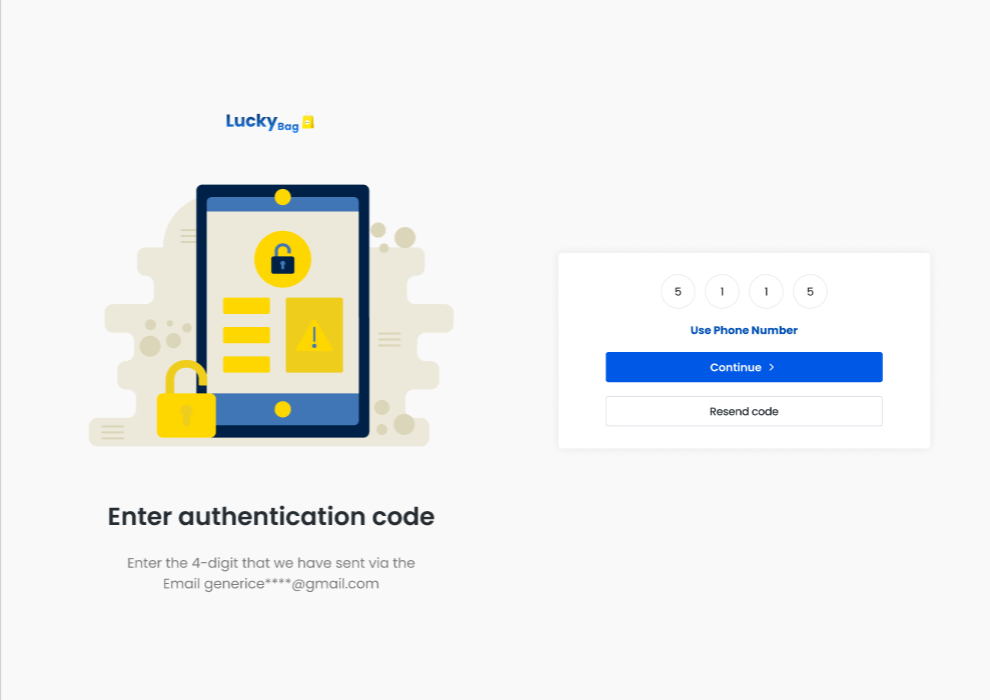 Lucky Bag
Enter authentication code
Enter the 4-digit that we have sent via the
Email generice****@gmail.com
5 1 1 5
Use Phone Number
Continue
Resend code